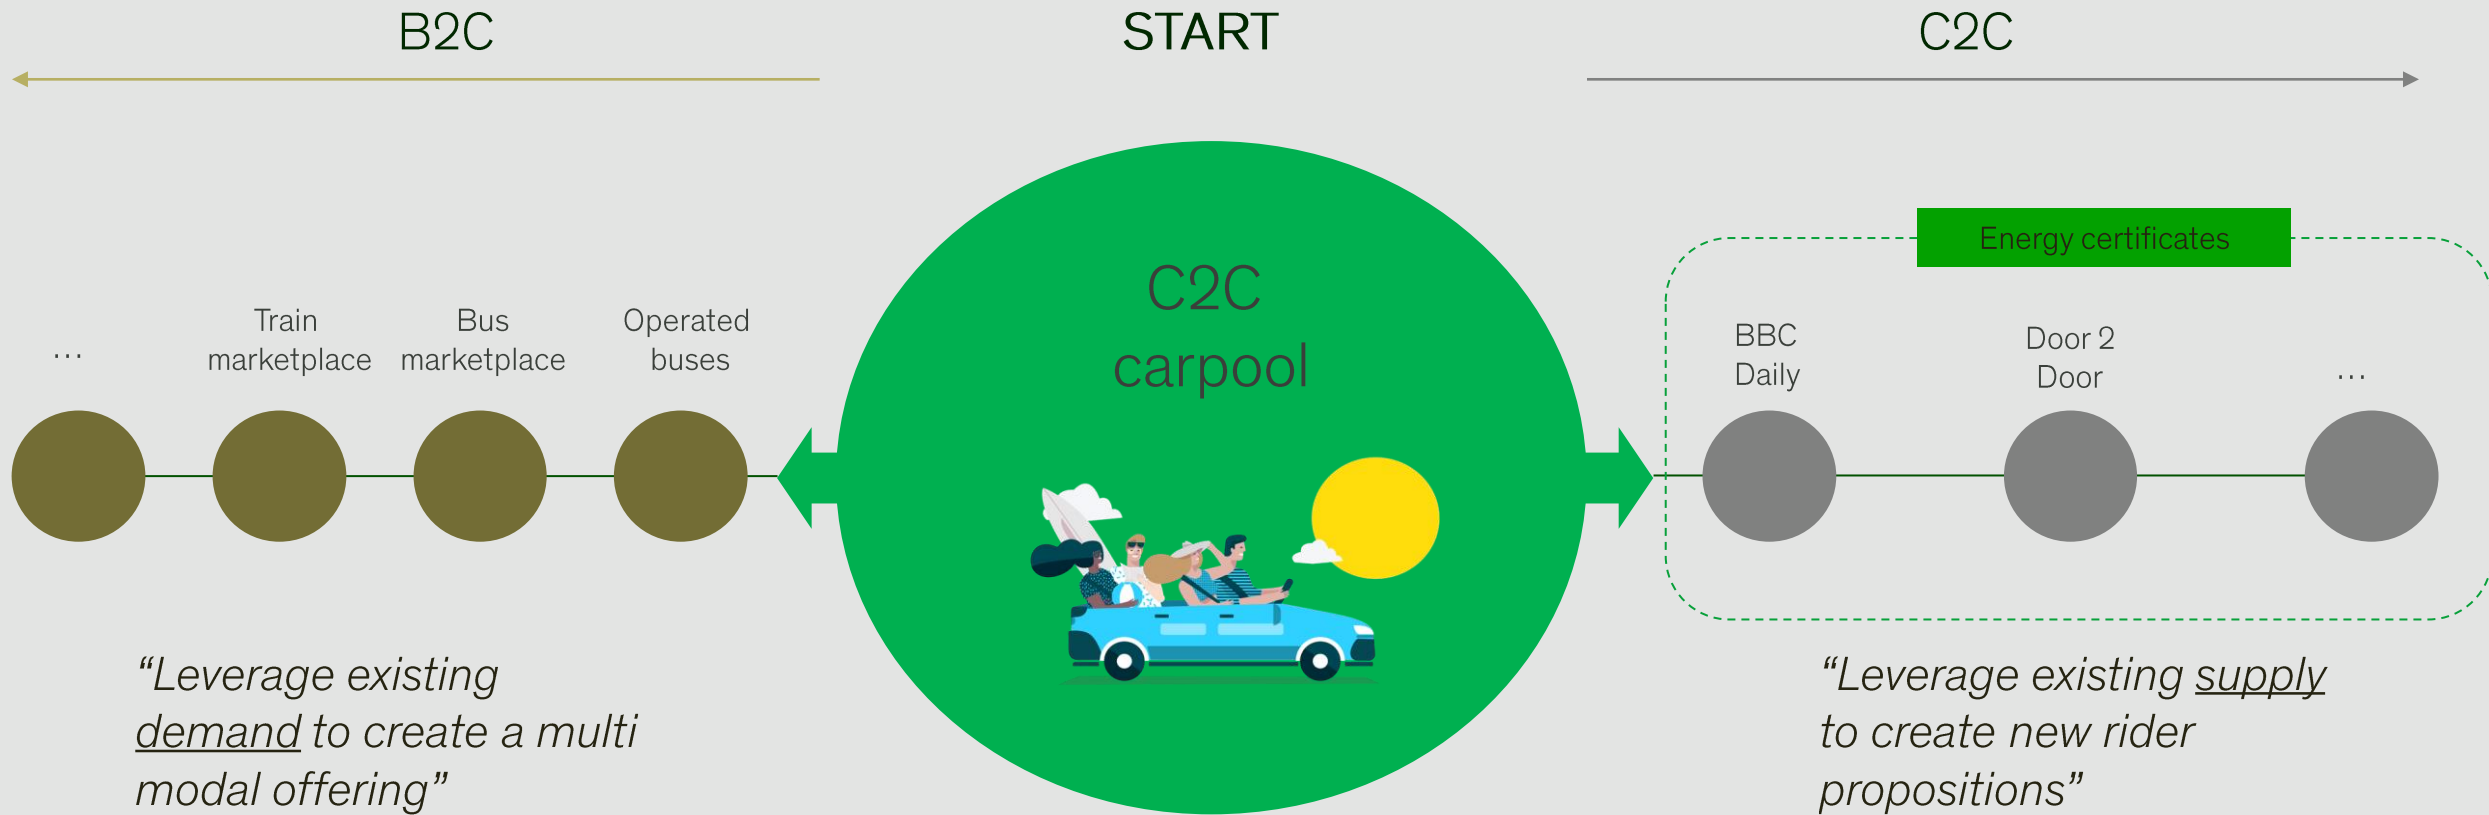 B2C
START
C2C
Energy certificates
C2C
carpool
…
Train
marketplace
Bus
marketplace
Operated
buses
BBC
Daily
Door 2
Door
…
“Leverage existing
demand to create a multi
modal offering”
“Leverage existing supply
to create new rider
propositions”